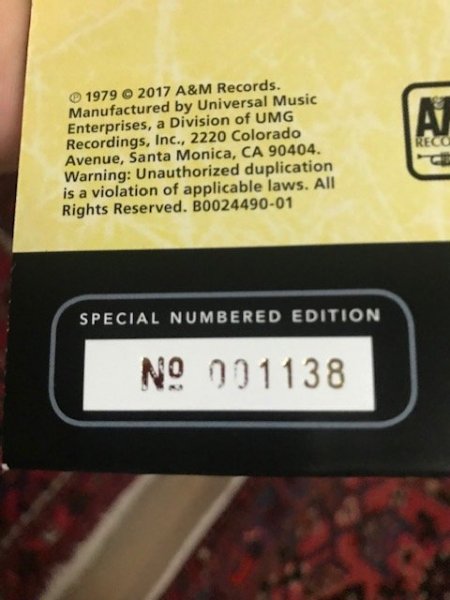 ℗ 1979 © 2017 A&M Records.
Manufactured by Universal Music
Enterprises, a Division of UMG
Recordings, Inc., 2220 Colorado
Avenue, Santa Monica, CA 90404.
Warning: Unauthorized duplication
is a violation of applicable laws. All
Rights Reserved. B0024490-01
SPECIAL NUMBERED EDITION
Nº 001138